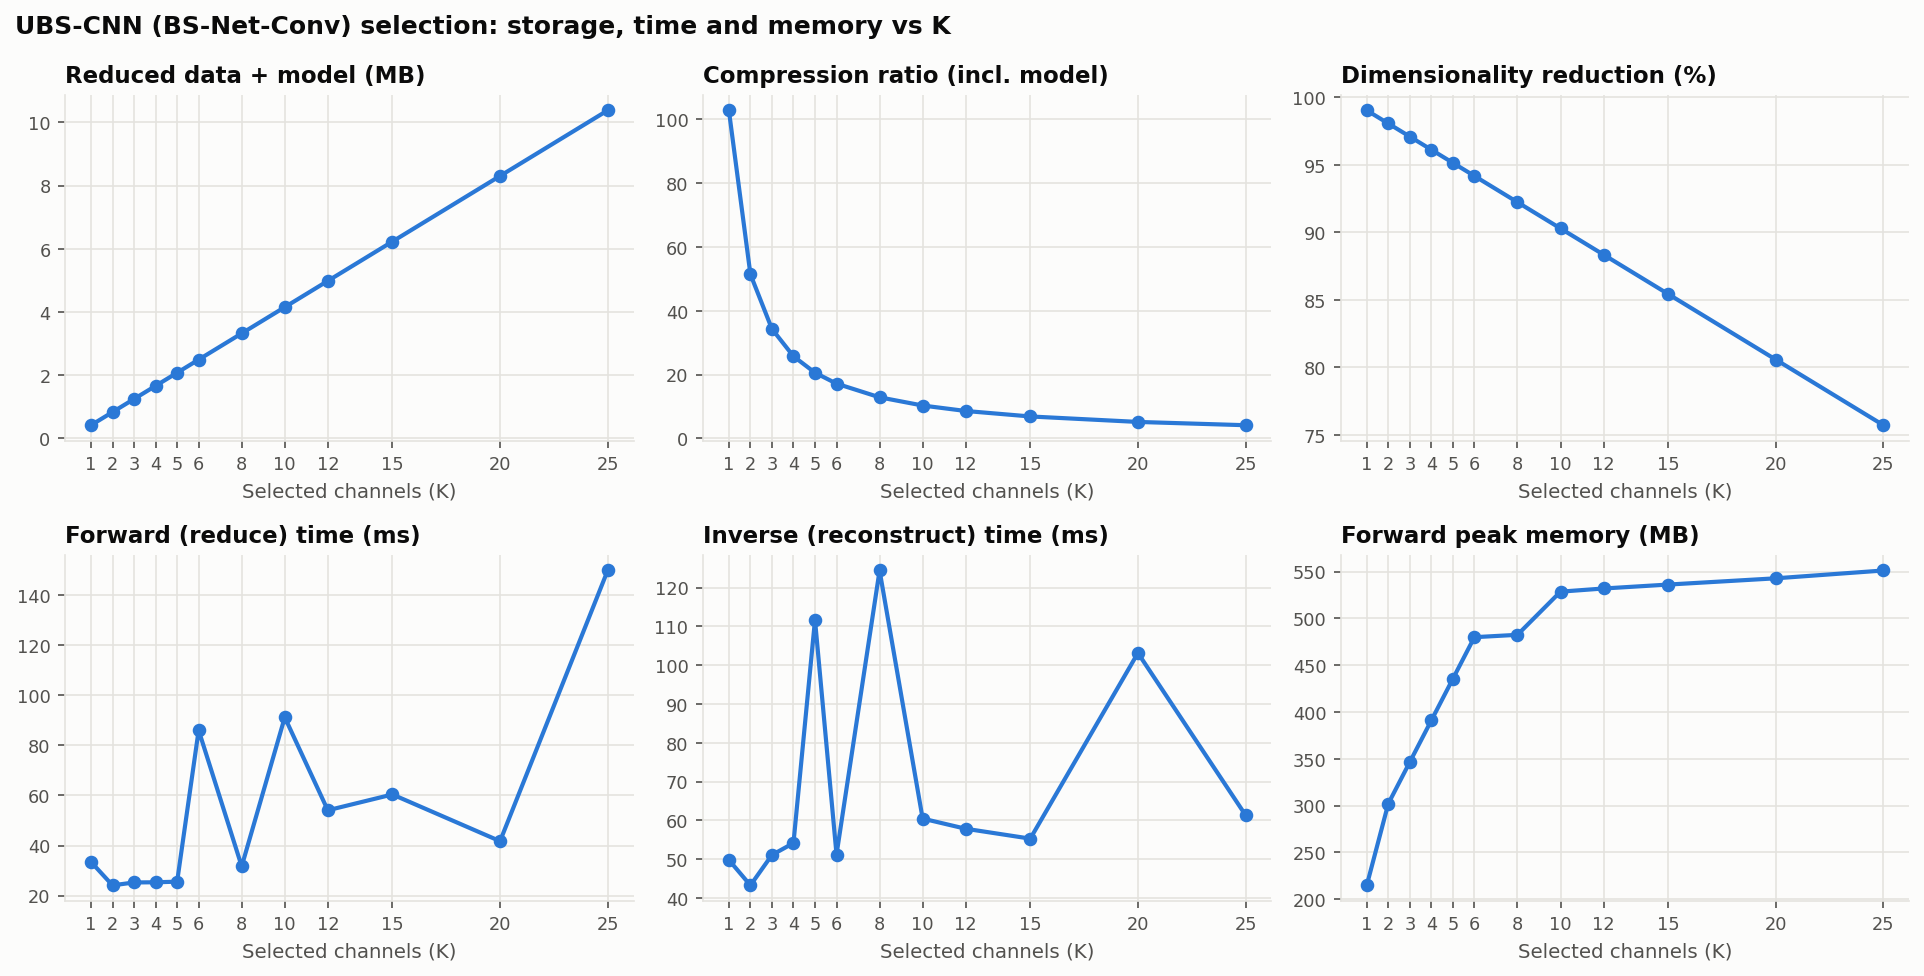 UBS-CNN (BS-Net-Conv) selection: storage, time and memory vs K
Reduced data + model (MB)
10
8
6
4
2
0
1 2 3 4 5 6 8 10 12 15 20 25
Selected channels (K)
Compression ratio (incl. model)
100
80
60
40
20
0
1 2 3 4 5 6 8 10 12 15 20 25
Selected channels (K)
Dimensionality reduction (%)
100
95
90
85
80
75
1 2 3 4 5 6 8 10 12 15 20 25
Selected channels (K)
Forward (reduce) time (ms)
140
120
100
80
60
40
20
1 2 3 4 5 6 8 10 12 15 20 25
Selected channels (K)
Inverse (reconstruct) time (ms)
120
110
100
90
80
70
60
50
40
1 2 3 4 5 6 8 10 12 15 20 25
Selected channels (K)
Forward peak memory (MB)
550
500
450
400
350
300
250
200
1 2 3 4 5 6 8 10 12 15 20 25
Selected channels (K)